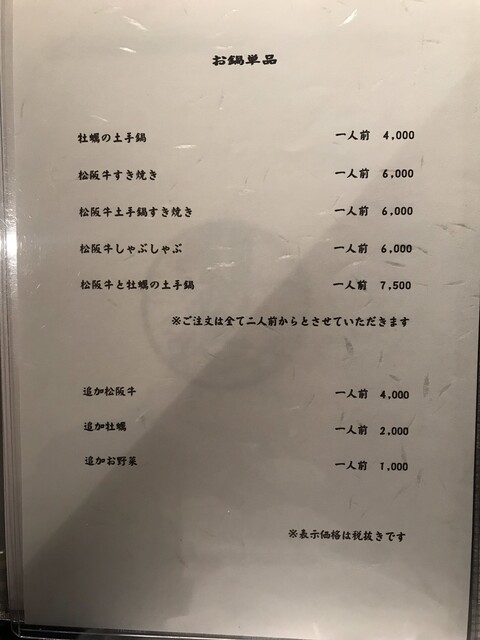 お鍋単品
牡蠣の土手鍋 一人前 4,000
松阪牛すき焼き 一人前 6,000
松阪牛土手鍋すき焼き 一人前 6,000
松阪牛しゃぶしゃぶ 一人前 6,000
松阪牛と牡蠣の土手鍋 一人前 7,500
※ご注文は全て二人前からとさせていただきます
追加松阪牛 一人前 4,000
追加牡蠣 一人前 2,000
追加お野菜 一人前 1,000
※表示価格は税抜きです